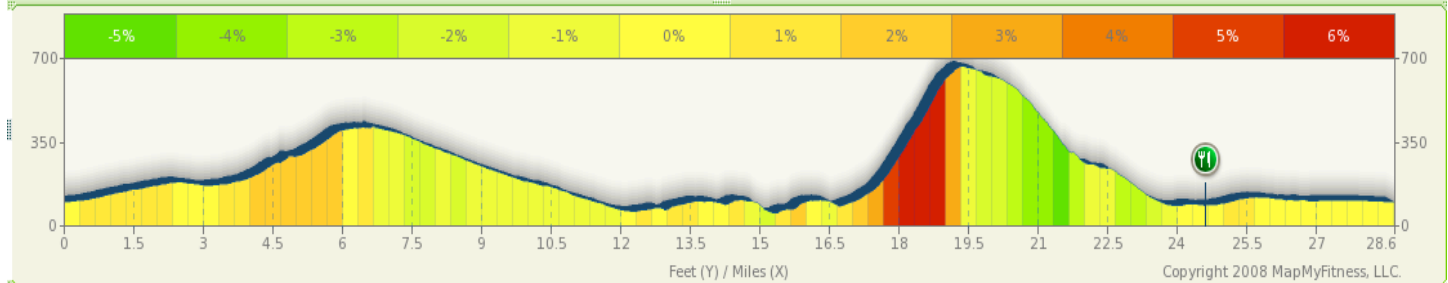 -5% -4% -3% -2% -1% 0% 1% 2% 3% 4% 5% 6%
700 700
350 350
0 0
0 1.5 3 4.5 6 7.5 9 10.5 12 13.5 15 16.5 18 19.5 21 22.5 24 25.5 27 28.6
Feet (Y) / Miles (X) Copyright 2008 MapMyFitness, LLC.